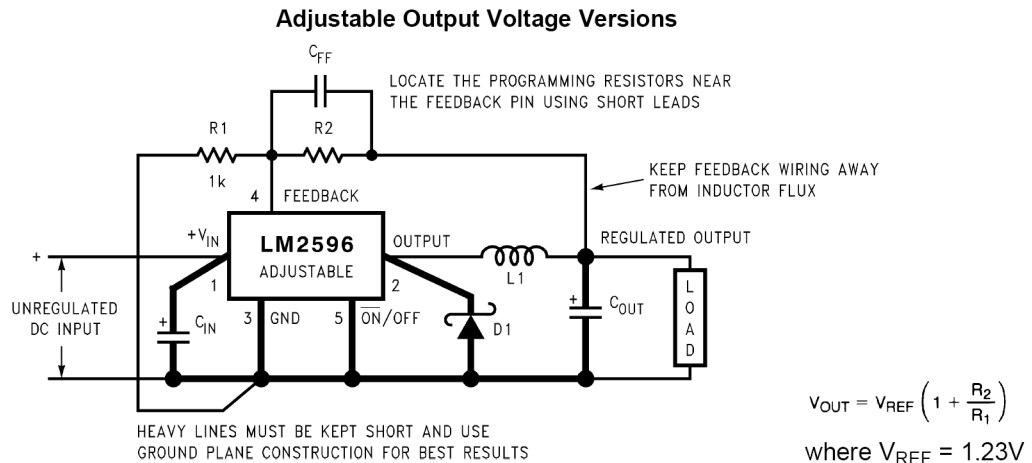 Adjustable Output Voltage Versions
CFF
LOCATE THE PROGRAMMING RESISTORS NEAR
THE FEEDBACK PIN USING SHORT LEADS
R1
R2
1k
KEEP FEEDBACK WIRING AWAY
FROM INDUCTOR FLUX
4 FEEDBACK
+VIN
LM2596
ADJUSTABLE
OUTPUT
REGULATED OUTPUT
+
1
2
L1
UNREGULATED
DC INPUT
+
CIN
3 GND
5 ON/OFF
D1
+
COUT
LOAD
VOUT = VREF (1 + R2/R1)
where VREF = 1.23V
HEAVY LINES MUST BE KEPT SHORT AND USE
GROUND PLANE CONSTRUCTION FOR BEST RESULTS